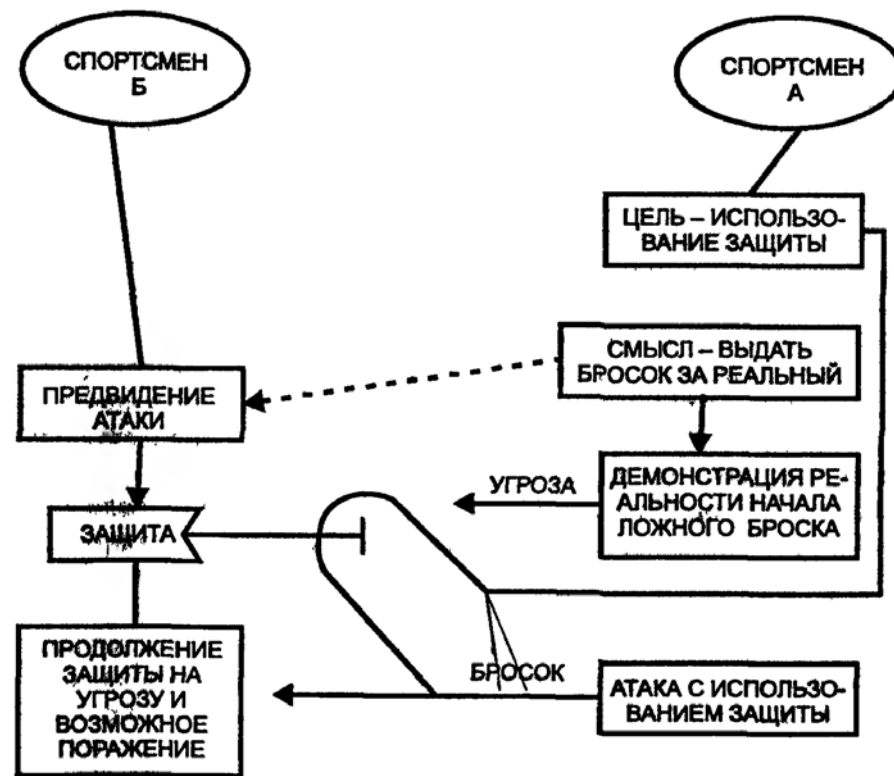 СПОРТСМЕН
Б
СПОРТСМЕН
А
ЦЕЛЬ – ИСПОЛЬЗО-
ВАНИЕ ЗАЩИТЫ
СМЫСЛ – ВЫДАТЬ
БРОСОК ЗА РЕАЛЬНЫЙ
ПРЕДВИДЕНИЕ
АТАКИ
УГРОЗА
ДЕМОНСТРАЦИЯ РЕ-
АЛЬНОСТИ НАЧАЛА
ЛОЖНОГО БРОСКА
ЗАЩИТА
ПРОДОЛЖЕНИЕ
ЗАЩИТЫ НА
УГРОЗУ И
ВОЗМОЖНОЕ
ПОРАЖЕНИЕ
БРОСОК
АТАКА С ИСПОЛЬЗО-
ВАНИЕМ ЗАЩИТЫ